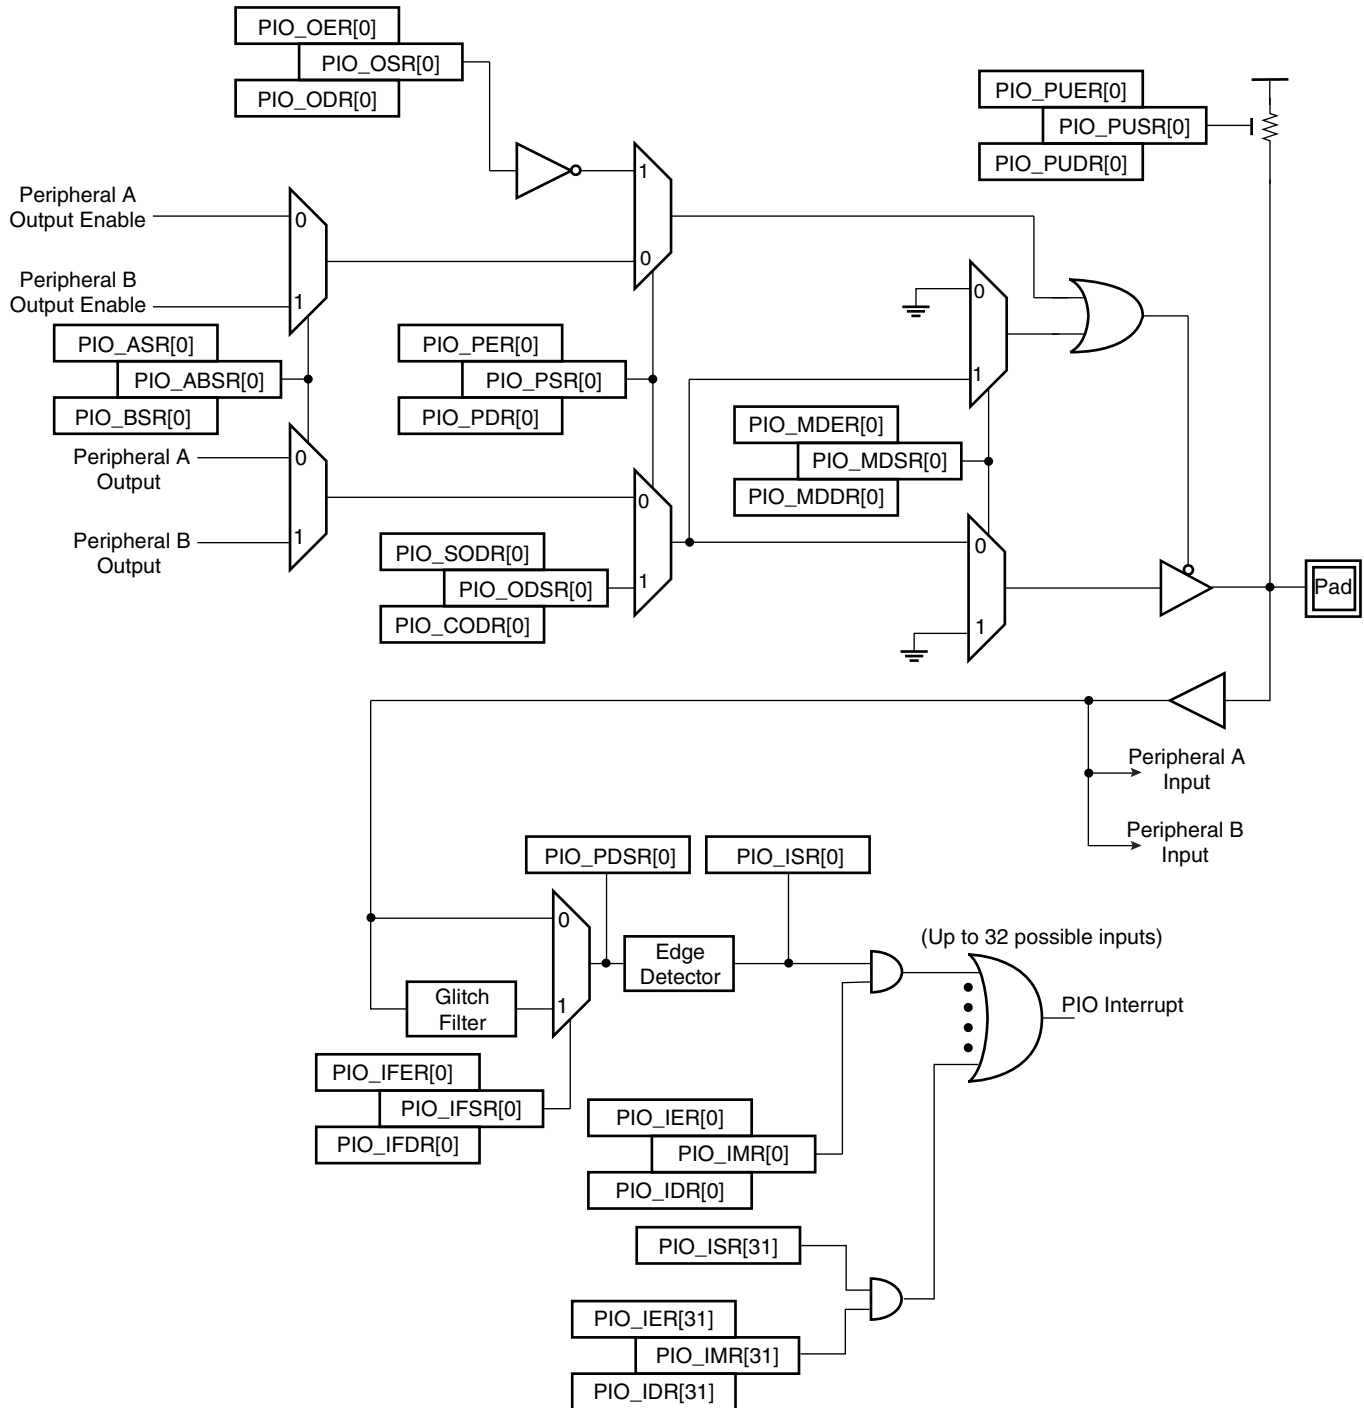 PIO_OER[0]
PIO_OSR[0]
PIO_ODR[0]
PIO_PUER[0]
PIO_PUSR[0]
PIO_PUDR[0]
1
0
Peripheral A
Output Enable
0
Peripheral B
Output Enable
1
0
1
PIO_ASR[0]
PIO_ABSR[0]
PIO_BSR[0]
PIO_PER[0]
PIO_PSR[0]
PIO_PDR[0]
PIO_MDER[0]
PIO_MDSR[0]
PIO_MDDR[0]
Peripheral A
Output
0
Peripheral B
Output
1
0
1
PIO_SODR[0]
PIO_ODSR[0]
PIO_CODR[0]
0
1
Pad
Peripheral A
Input
Peripheral B
Input
PIO_PDSR[0]
PIO_ISR[0]
0
1
Glitch
Filter
Edge
Detector
(Up to 32 possible inputs)
PIO Interrupt
PIO_IFER[0]
PIO_IFSR[0]
PIO_IFDR[0]
PIO_IER[0]
PIO_IMR[0]
PIO_IDR[0]
PIO_ISR[31]
PIO_IER[31]
PIO_IMR[31]
PIO_IDR[31]